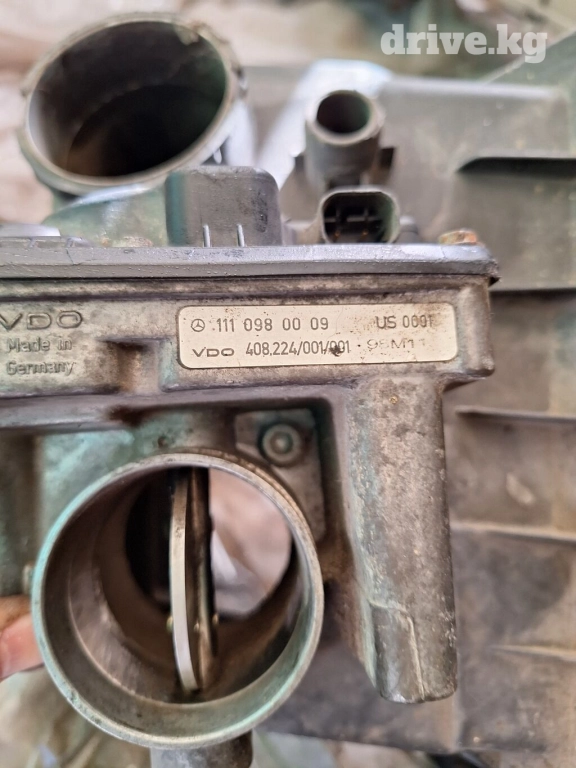 drive.kg
VDO
Made in
Germany
111 098 00 09 US 0001
VDO 408.224/001/001